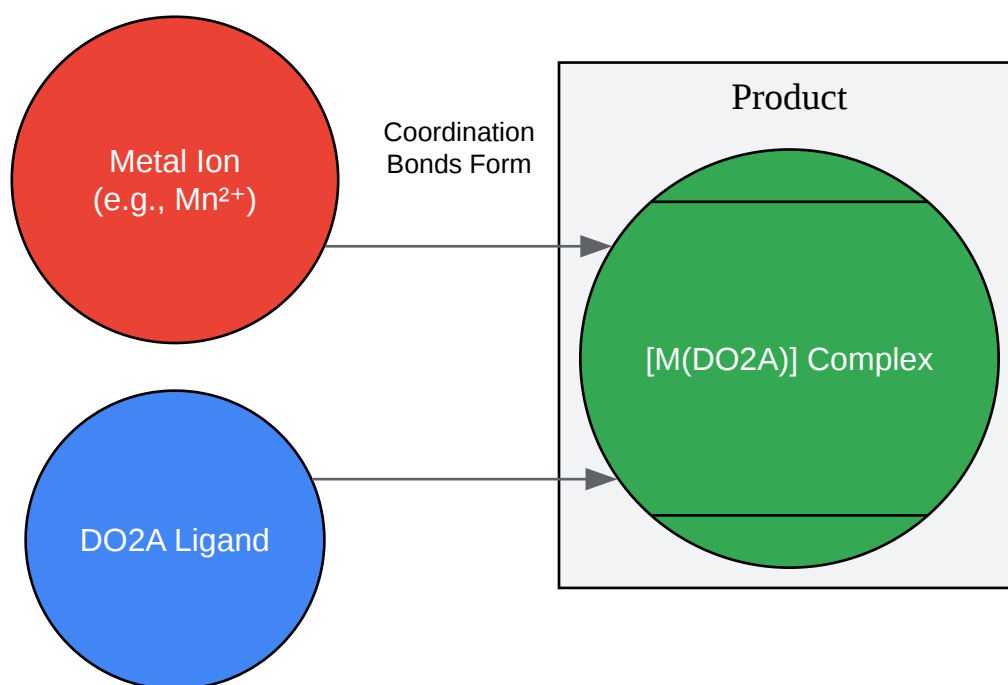 Product
Coordination
Bonds Form
Metal Ion
(e.g., Mn²⁺)
[M(DO2A)] Complex
DO2A Ligand